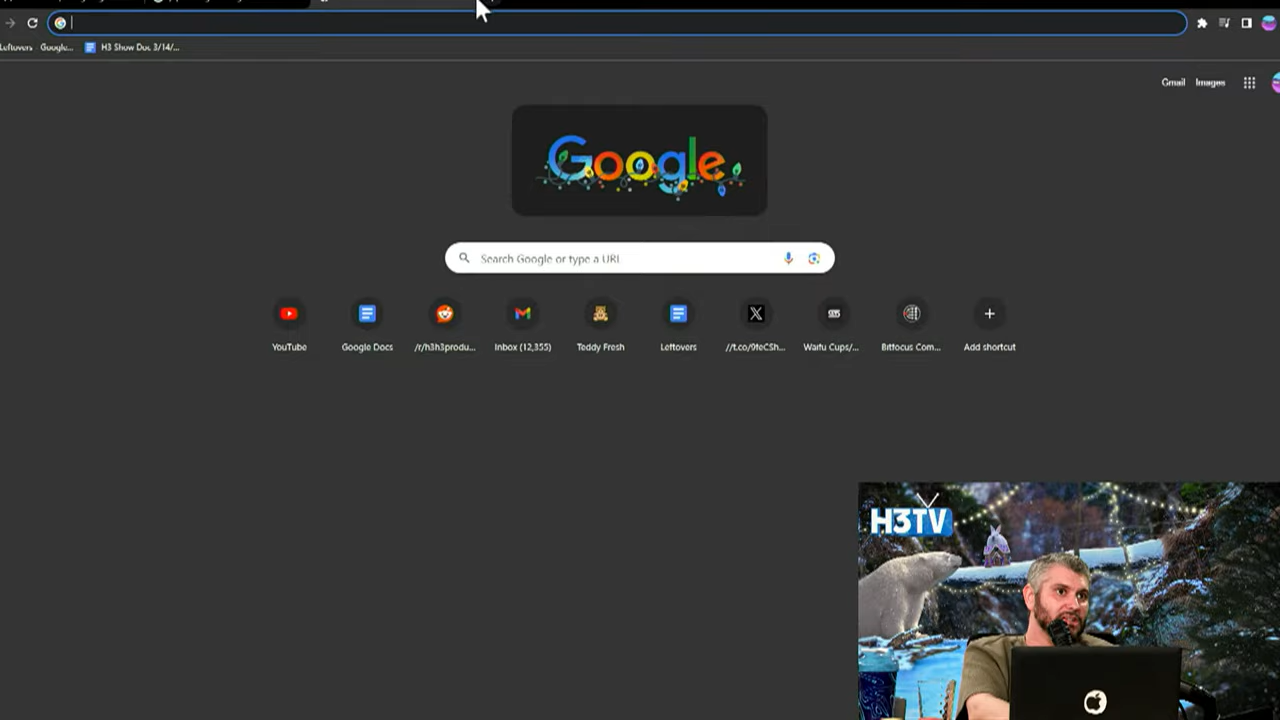 Leftovers Google... H3 Show Doc 3/14/...
Gmail Images
Google
Search Google or type a URL
YouTube Google Docs /r/h3h3produ... Inbox (12,355) Teddy Fresh Leftovers //t.co/9teCSh... Waifu Cups/... Bitfocus Com... Add shortcut
H3TV